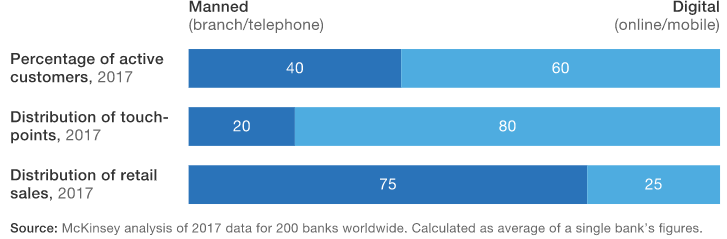 Manned
(branch/telephone)
Digital
(online/mobile)
Percentage of active
customers, 2017
40
60
Distribution of touch-
points, 2017
20
80
Distribution of retail
sales, 2017
75
25
Source: McKinsey analysis of 2017 data for 200 banks worldwide. Calculated as average of a single bank's figures.